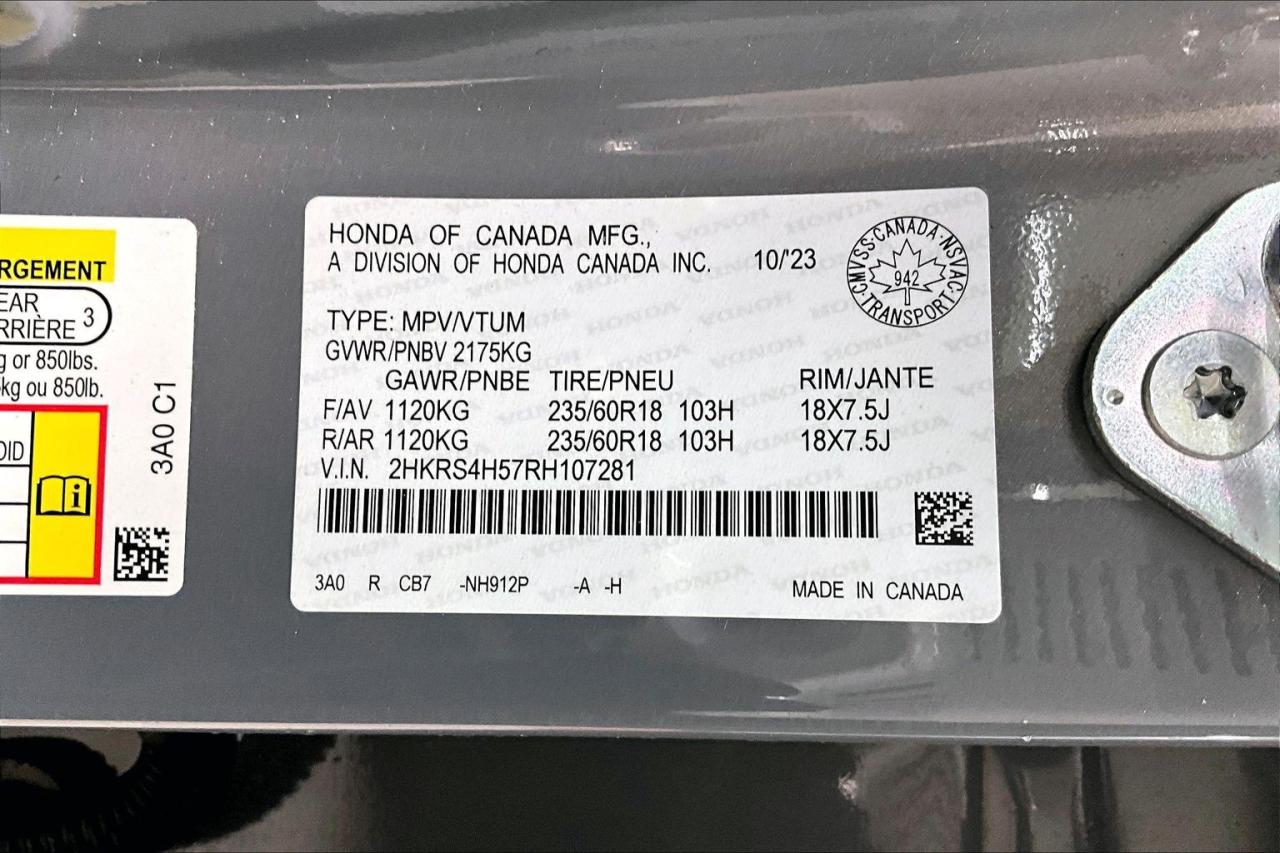 RGEMENT
EAR
RRIÈRE 3
g or 850lbs.
kg ou 850lb.
OID
3A0 C1
HONDA OF CANADA MFG.,
A DIVISION OF HONDA CANADA INC. 10/'23
CMVSS·CANADA·NSVAC·TRANSPORT·
942
TYPE: MPV/VTUM
GVWR/PNBV 2175KG
GAWR/PNBE TIRE/PNEU RIM/JANTE
F/AV 1120KG 235/60R18 103H 18X7.5J
R/AR 1120KG 235/60R18 103H 18X7.5J
V.I.N. 2HKRS4H57RH107281
3A0 R CB7 -NH912P -A -H
MADE IN CANADA